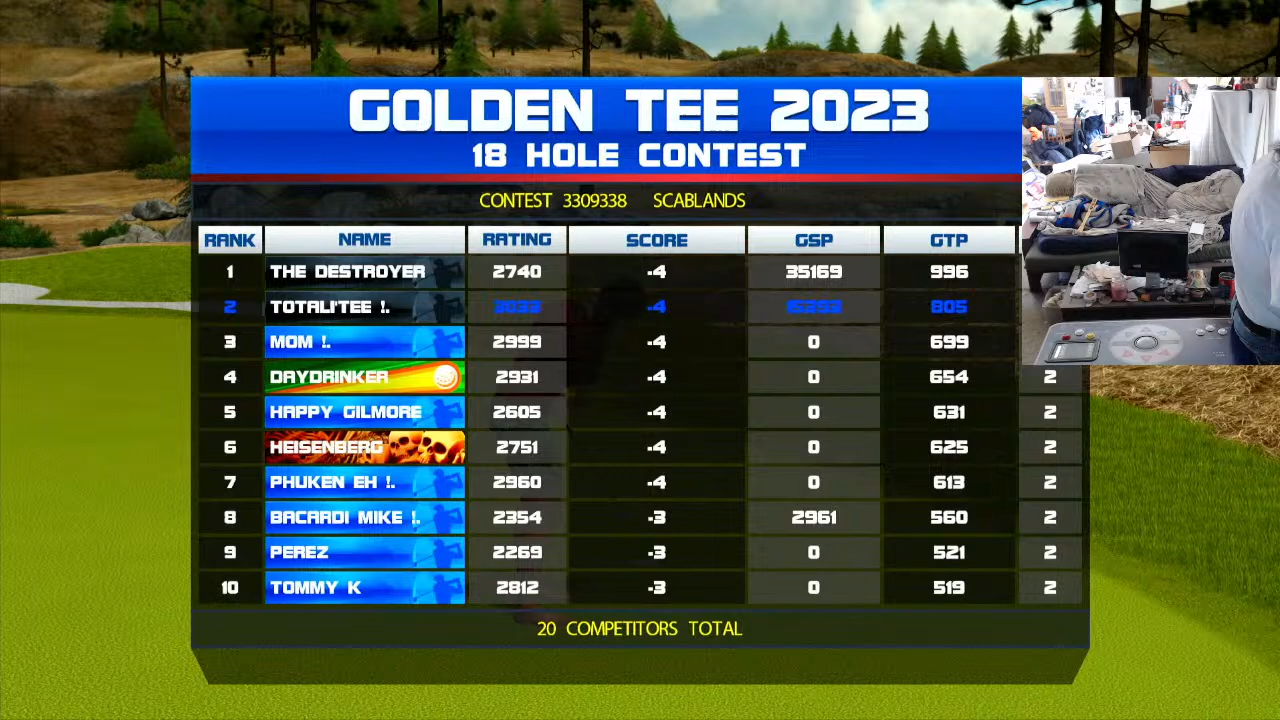 GOLDEN TEE 2023
18 HOLE CONTEST
CONTEST 3309338 SCABLANDS
RANK NAME RATING SCORE GSP GTP
1 THE DESTROYER 2740 -4 35169 996
2 TOTALI'TEE !. 3033 -4 805
3 MOM !. 2999 -4 0 699
4 DAYDRINKER 2931 -4 0 654 2
5 HAPPY GILMORE 2605 -4 0 631 2
6 HEISENBERG 2751 -4 0 625 2
7 PHUKEN EH !. 2960 -4 0 613 2
8 BACARDI MIKE !. 2354 -3 2961 560 2
9 PEREZ 2269 -3 0 521 2
10 TOMMY K 2812 -3 0 519 2
20 COMPETITORS TOTAL